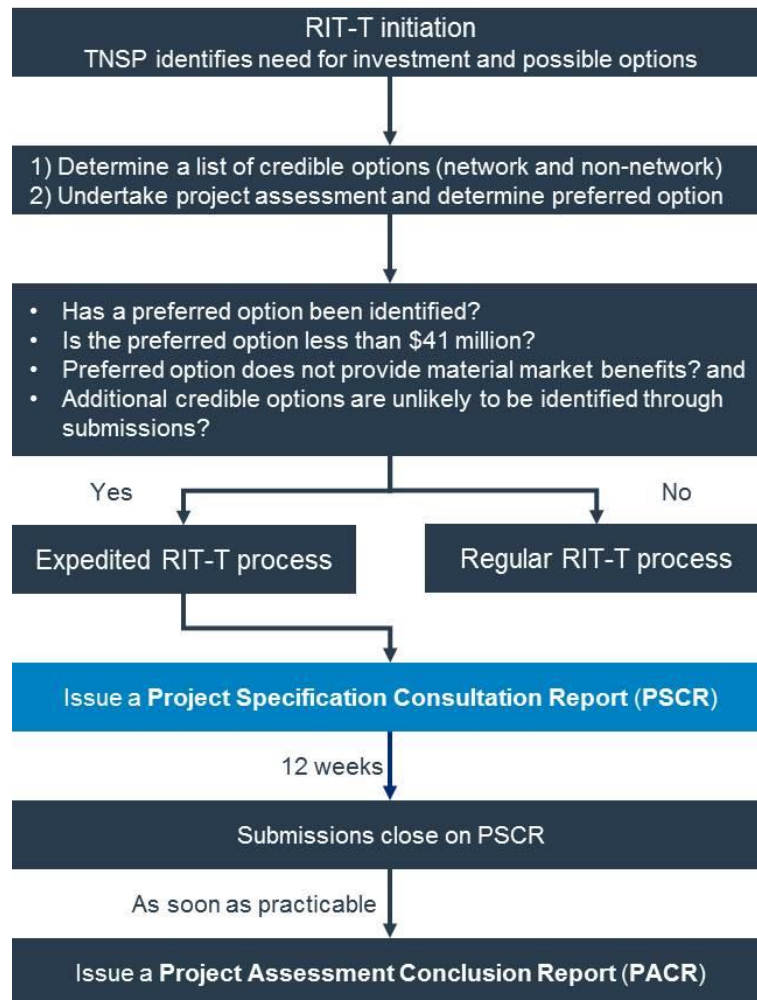 RIT-T initiation
TNSP identifies need for investment and possible options
1) Determine a list of credible options (network and non-network)
2) Undertake project assessment and determine preferred option
• Has a preferred option been identified?
• Is the preferred option less than $41 million?
• Preferred option does not provide material market benefits? and
• Additional credible options are unlikely to be identified through
submissions?
Yes
No
Expedited RIT-T process
Regular RIT-T process
Issue a Project Specification Consultation Report (PSCR)
12 weeks
Submissions close on PSCR
As soon as practicable
Issue a Project Assessment Conclusion Report (PACR)